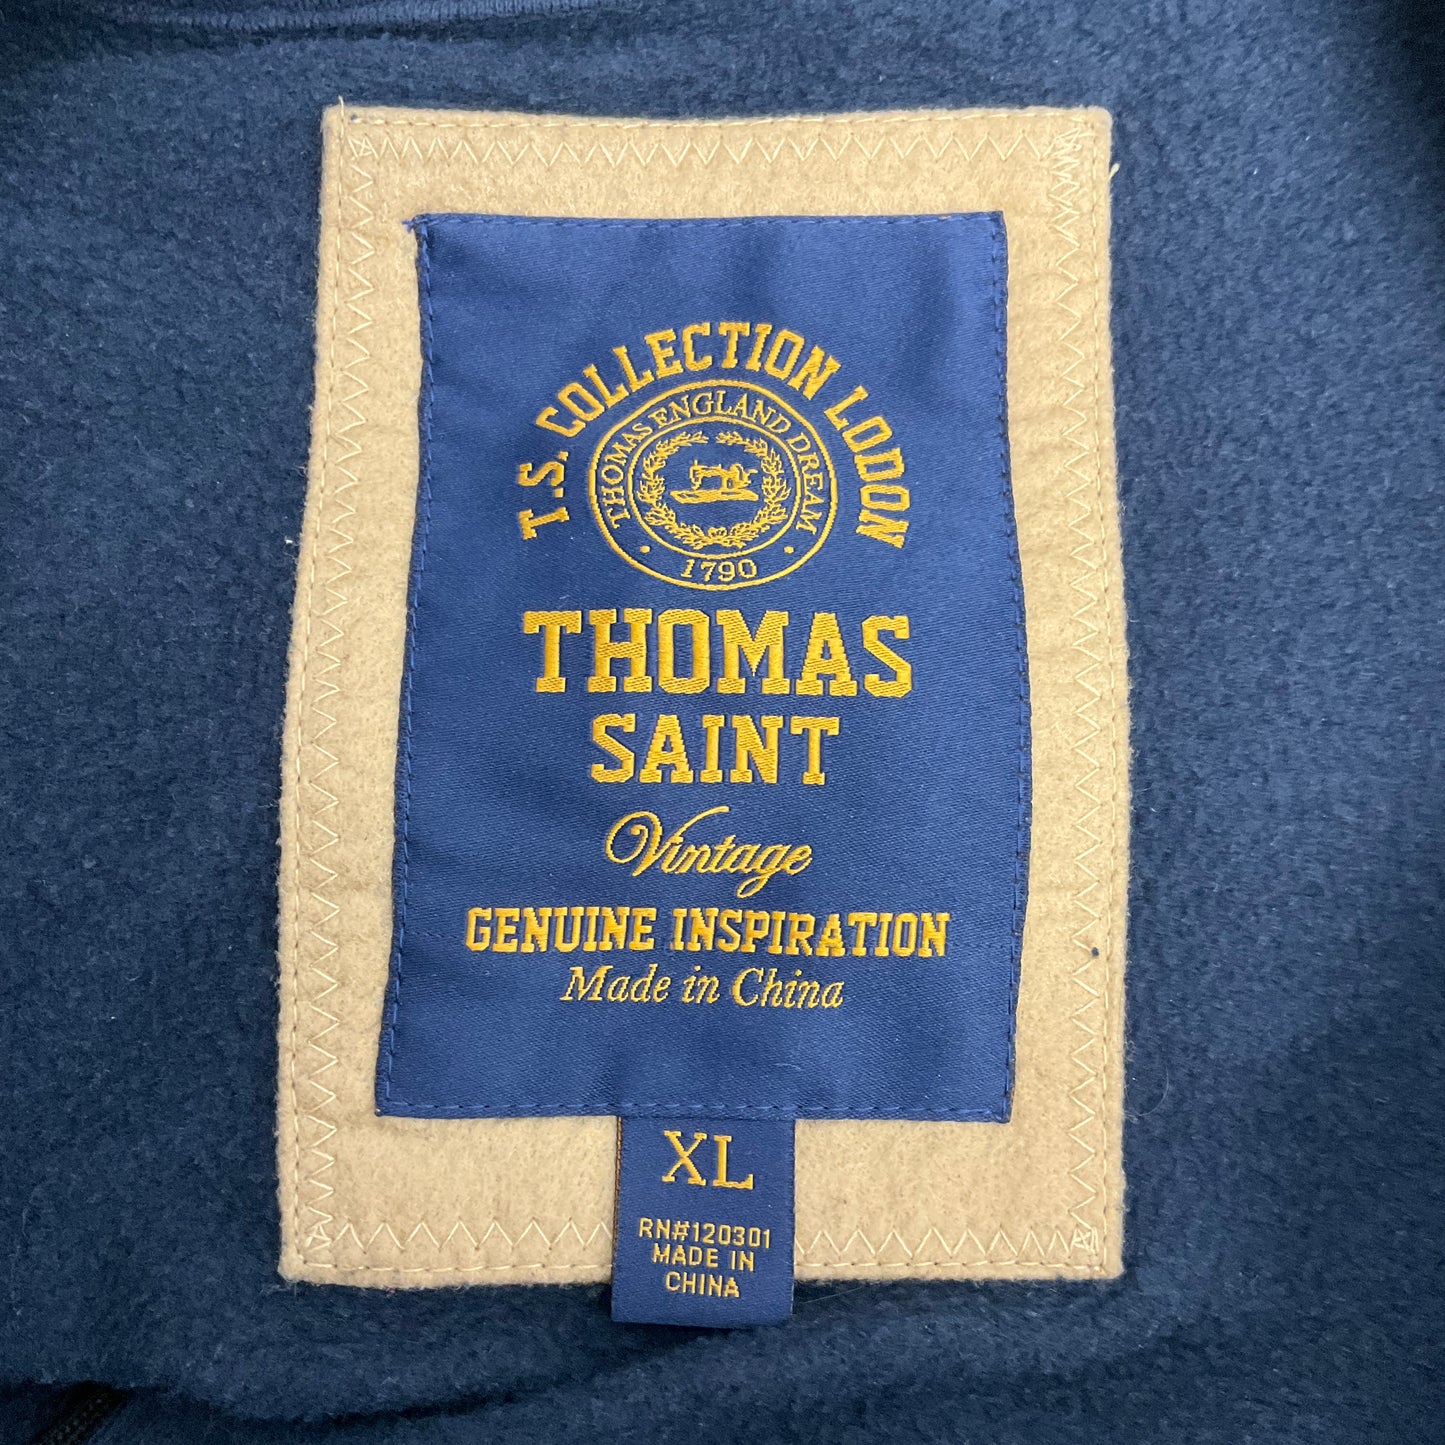 T.S. COLLECTION LODON
THOMAS ENGLAND DREAM
• 1790 •
THOMAS
SAINT
Vintage
GENUINE INSPIRATION
Made in China
XL
RN#120301
MADE IN
CHINA